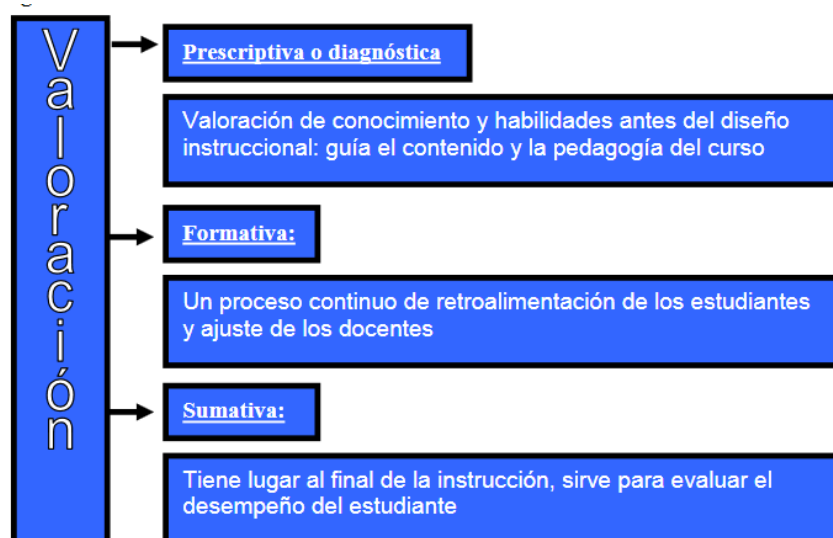 Valoración
Prescriptiva o diagnóstica
Valoración de conocimiento y habilidades antes del diseño
instruccional: guía el contenido y la pedagogía del curso
Formativa:
Un proceso continuo de retroalimentación de los estudiantes
y ajuste de los docentes
Sumativa:
Tiene lugar al final de la instrucción, sirve para evaluar el
desempeño del estudiante